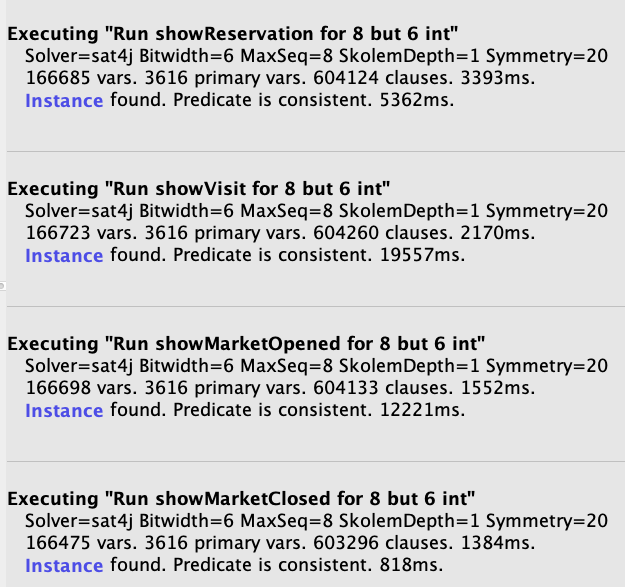 Executing "Run showReservation for 8 but 6 int"
Solver=sat4j Bitwidth=6 MaxSeq=8 SkolemDepth=1 Symmetry=20
166685 vars. 3616 primary vars. 604124 clauses. 3393ms.
Instance found. Predicate is consistent. 5362ms.
Executing "Run showVisit for 8 but 6 int"
Solver=sat4j Bitwidth=6 MaxSeq=8 SkolemDepth=1 Symmetry=20
166723 vars. 3616 primary vars. 604260 clauses. 2170ms.
Instance found. Predicate is consistent. 19557ms.
Executing "Run showMarketOpened for 8 but 6 int"
Solver=sat4j Bitwidth=6 MaxSeq=8 SkolemDepth=1 Symmetry=20
166698 vars. 3616 primary vars. 604133 clauses. 1552ms.
Instance found. Predicate is consistent. 12221ms.
Executing "Run showMarketClosed for 8 but 6 int"
Solver=sat4j Bitwidth=6 MaxSeq=8 SkolemDepth=1 Symmetry=20
166475 vars. 3616 primary vars. 603296 clauses. 1384ms.
Instance found. Predicate is consistent. 818ms.